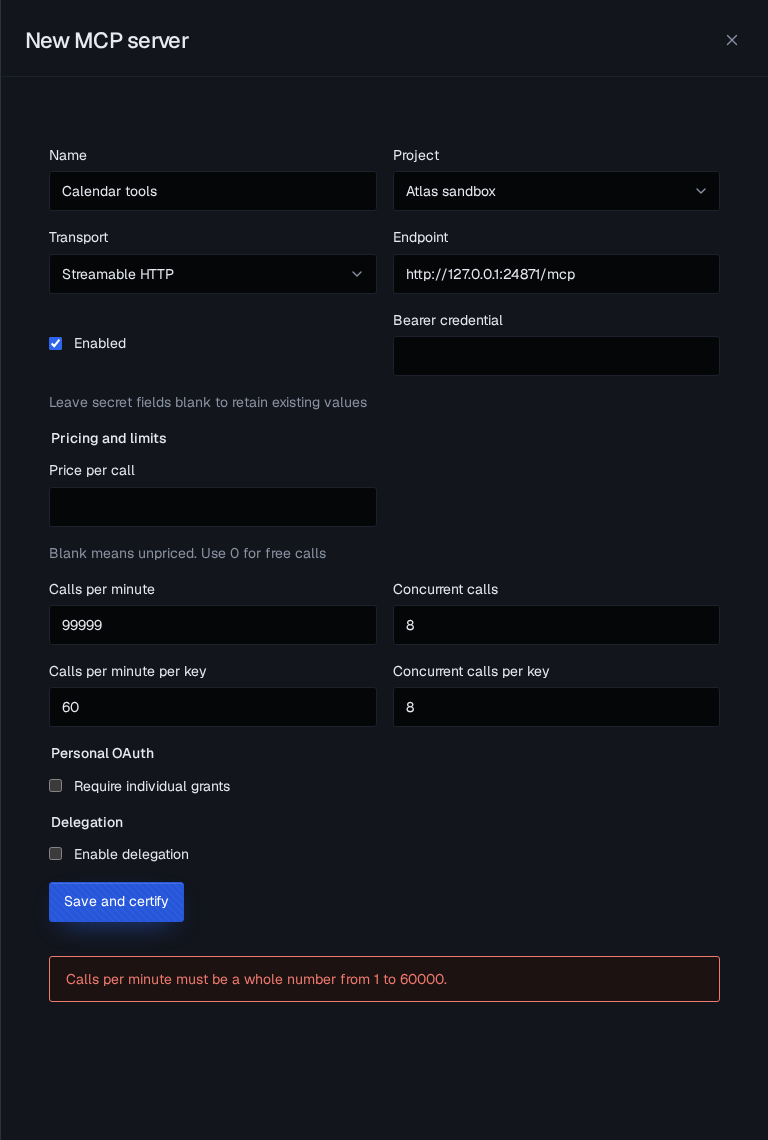 New MCP server
Name
Project
Calendar tools
Atlas sandbox
Transport
Endpoint
Streamable HTTP
http://127.0.0.1:24871/mcp
Enabled
Bearer credential
Leave secret fields blank to retain existing values
Pricing and limits
Price per call
Blank means unpriced. Use 0 for free calls
Calls per minute
Concurrent calls
99999
8
Calls per minute per key
Concurrent calls per key
60
8
Personal OAuth
Require individual grants
Delegation
Enable delegation
Save and certify
Calls per minute must be a whole number from 1 to 60000.